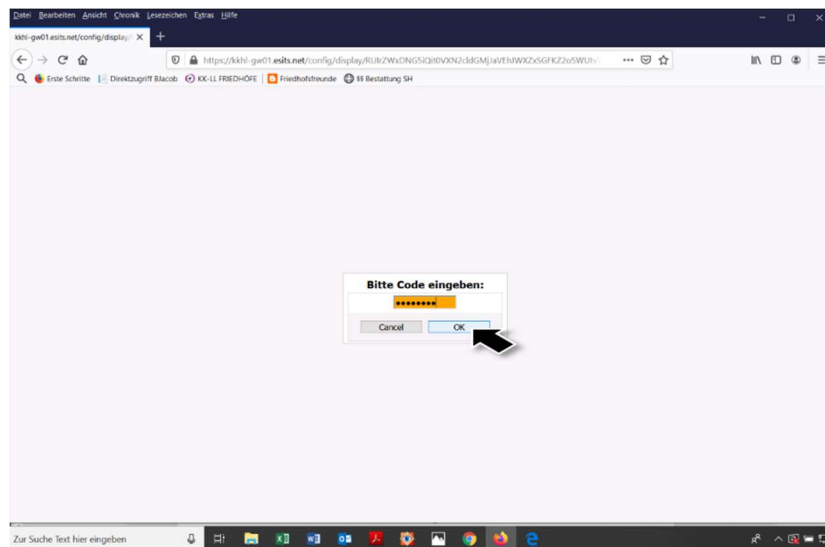 Datei Bearbeiten Ansicht Chronik Lesezeichen Extras Hilfe
kkhl-gw01.esits.net/config/display/
https://kkhl-gw01.esits.net/config/display/
Erste Schritte Direktzugriff BJacob KK-LL FRIEDHÖFE Friedhofsfreunde §§ Bestattung SH
Bitte Code eingeben:
Cancel OK
Zur Suche Text hier eingeben